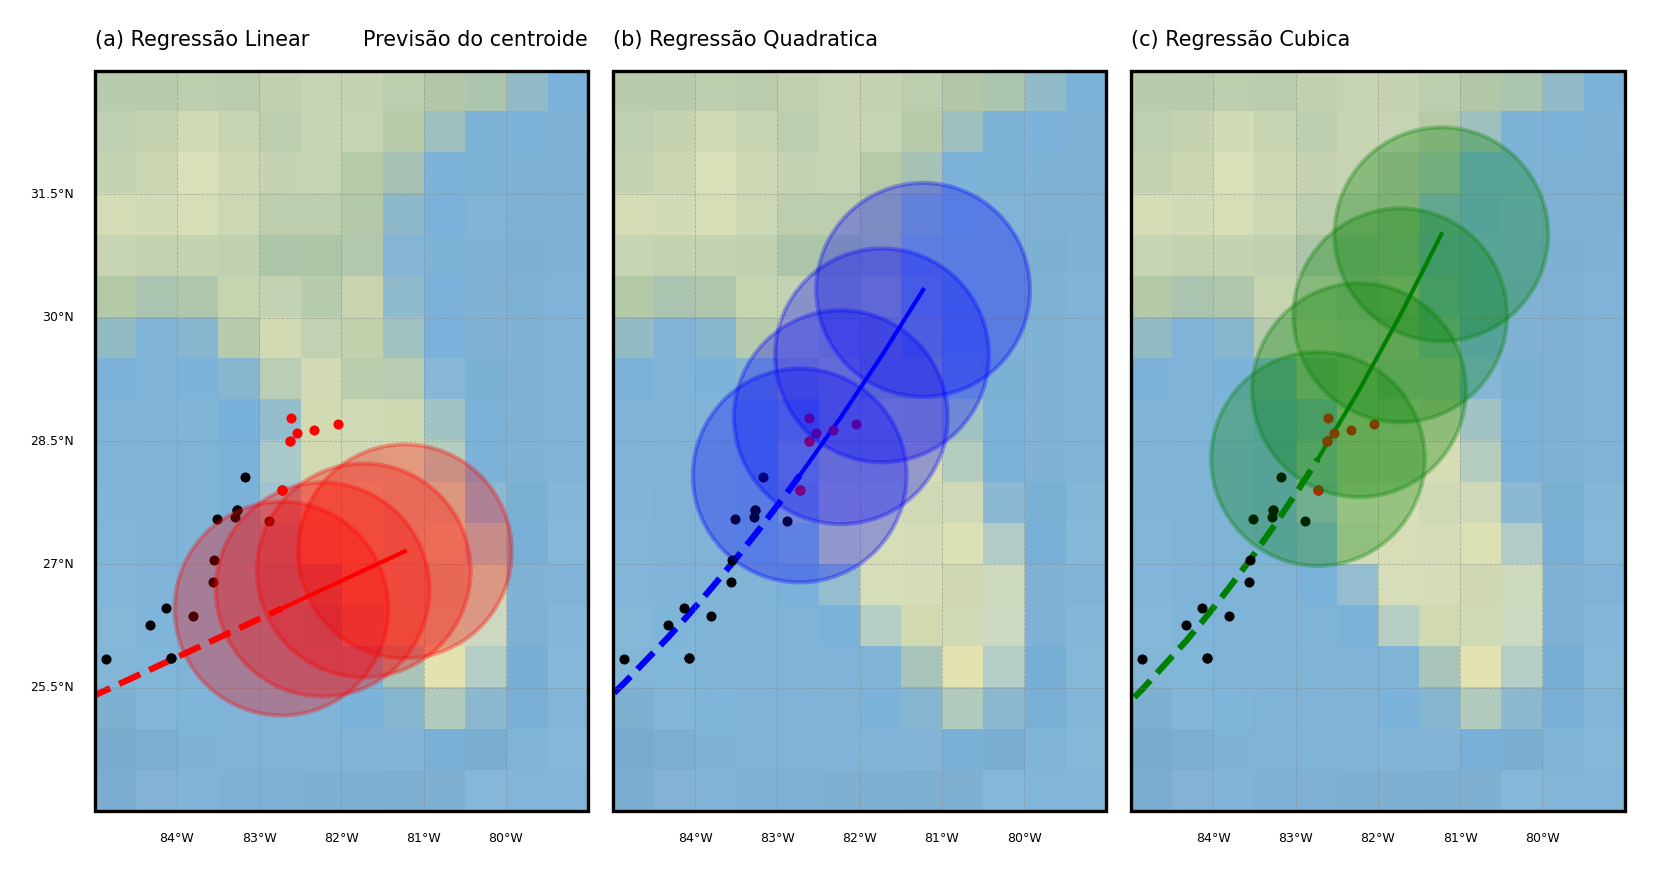 (a) Regressão Linear Previsão do centroide (b) Regressão Quadratica (c) Regressão Cubica
31.5°N
30°N
28.5°N
27°N
25.5°N
84°W 83°W 82°W 81°W 80°W 84°W 83°W 82°W 81°W 80°W 84°W 83°W 82°W 81°W 80°W